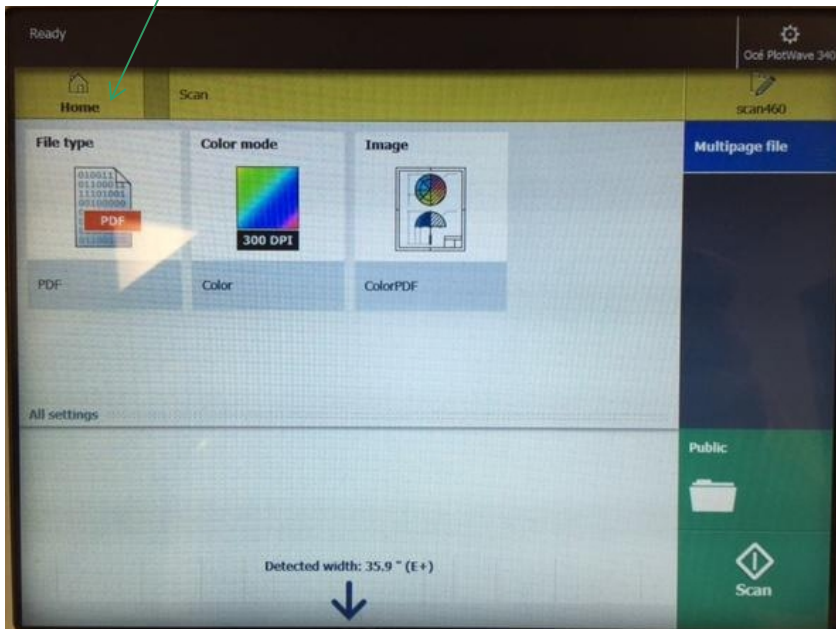 Ready
Océ PlotWave 340
Home
Scan
scan460
File type
Color mode
Image
Multipage file
PDF
300 DPI
PDF
Color
ColorPDF
All settings
Public
Detected width: 35.9 " (E+)
Scan